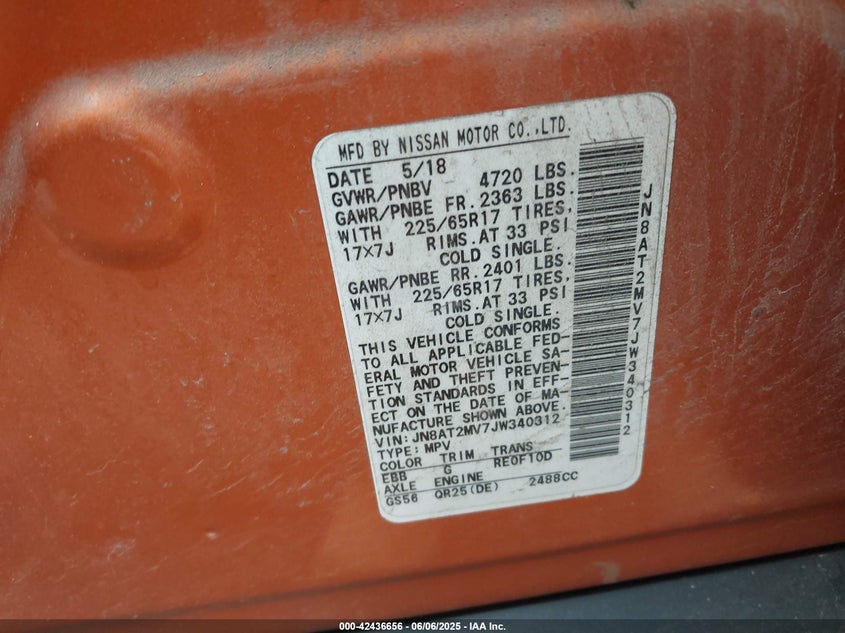 MFD BY NISSAN MOTOR CO.,LTD.
DATE 5/18
GVWR/PNBV 4720 LBS.
GAWR/PNBE FR. 2363 LBS.
WITH 225/65R17 TIRES,
17×7J RIMS.AT 33 PSI
COLD SINGLE.
GAWR/PNBE RR. 2401 LBS.
WITH 225/65R17 TIRES,
17×7J RIMS.AT 33 PSI
COLD SINGLE.
THIS VEHICLE CONFORMS
TO ALL APPLICABLE FED-
ERAL MOTOR VEHICLE SA-
FETY AND THEFT PREVEN-
TION STANDARDS IN EFF-
ECT ON THE DATE OF MA-
NUFACTURE SHOWN ABOVE.
VIN: JN8AT2MV7JW340312
TYPE: MPV
COLOR TRIM TRANS
EBB G RE0F10D
AXLE ENGINE
GS56 QR25(DE) 2488CC
JN8AT2MV7JW340312
000-42436656 | 06/06/2025 - IAA Inc.